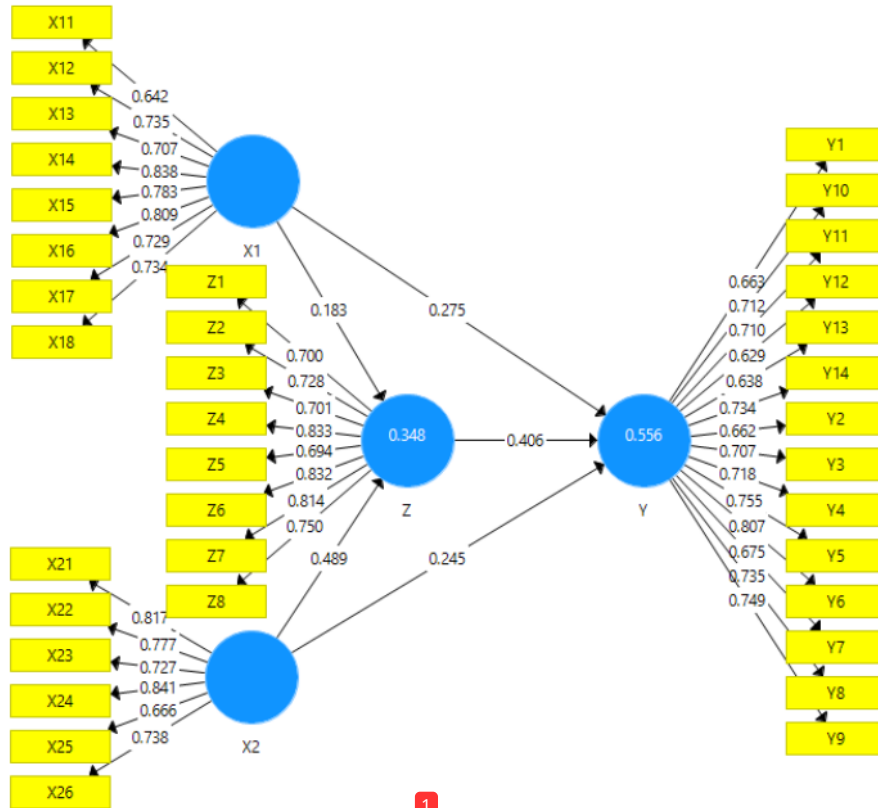 X11
X12
X13
X14
X15
X16
X17
X18
0.642
0.735
0.707
0.838
0.783
0.809
0.729
0.734
X1
Z1
Z2
Z3
Z4
Z5
Z6
Z7
Z8
0.700
0.728
0.701
0.833
0.694
0.832
0.814
0.750
0.183
0.275
0.348
Z
0.406
0.489
0.245
X21
X22
X23
X24
X25
X26
0.817
0.777
0.727
0.841
0.666
0.738
X2
0.556
Y
0.663
0.712
0.710
0.629
0.638
0.734
0.662
0.707
0.718
0.755
0.807
0.675
0.735
0.749
Y1
Y10
Y11
Y12
Y13
Y14
Y2
Y3
Y4
Y5
Y6
Y7
Y8
Y9
1